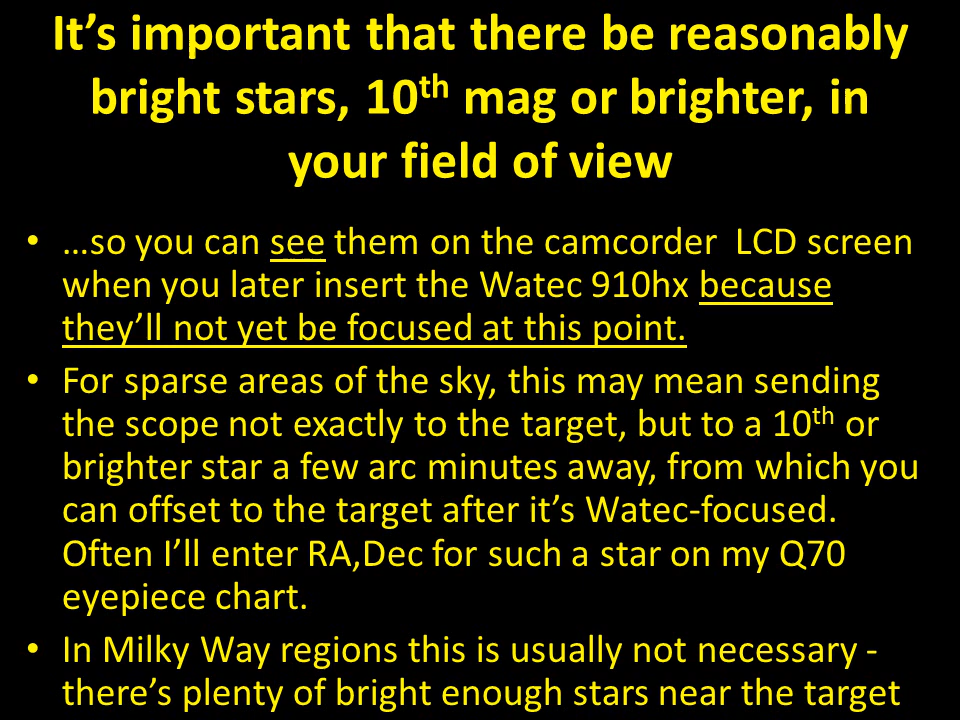 It’s important that there be reasonably
bright stars, 10th mag or brighter, in
your field of view
• …so you can see them on the camcorder LCD screen
when you later insert the Watec 910hx because
they’ll not yet be focused at this point.
• For sparse areas of the sky, this may mean sending
the scope not exactly to the target, but to a 10th or
brighter star a few arc minutes away, from which you
can offset to the target after it’s Watec-focused.
Often I’ll enter RA,Dec for such a star on my Q70
eyepiece chart.
• In Milky Way regions this is usually not necessary -
there’s plenty of bright enough stars near the target